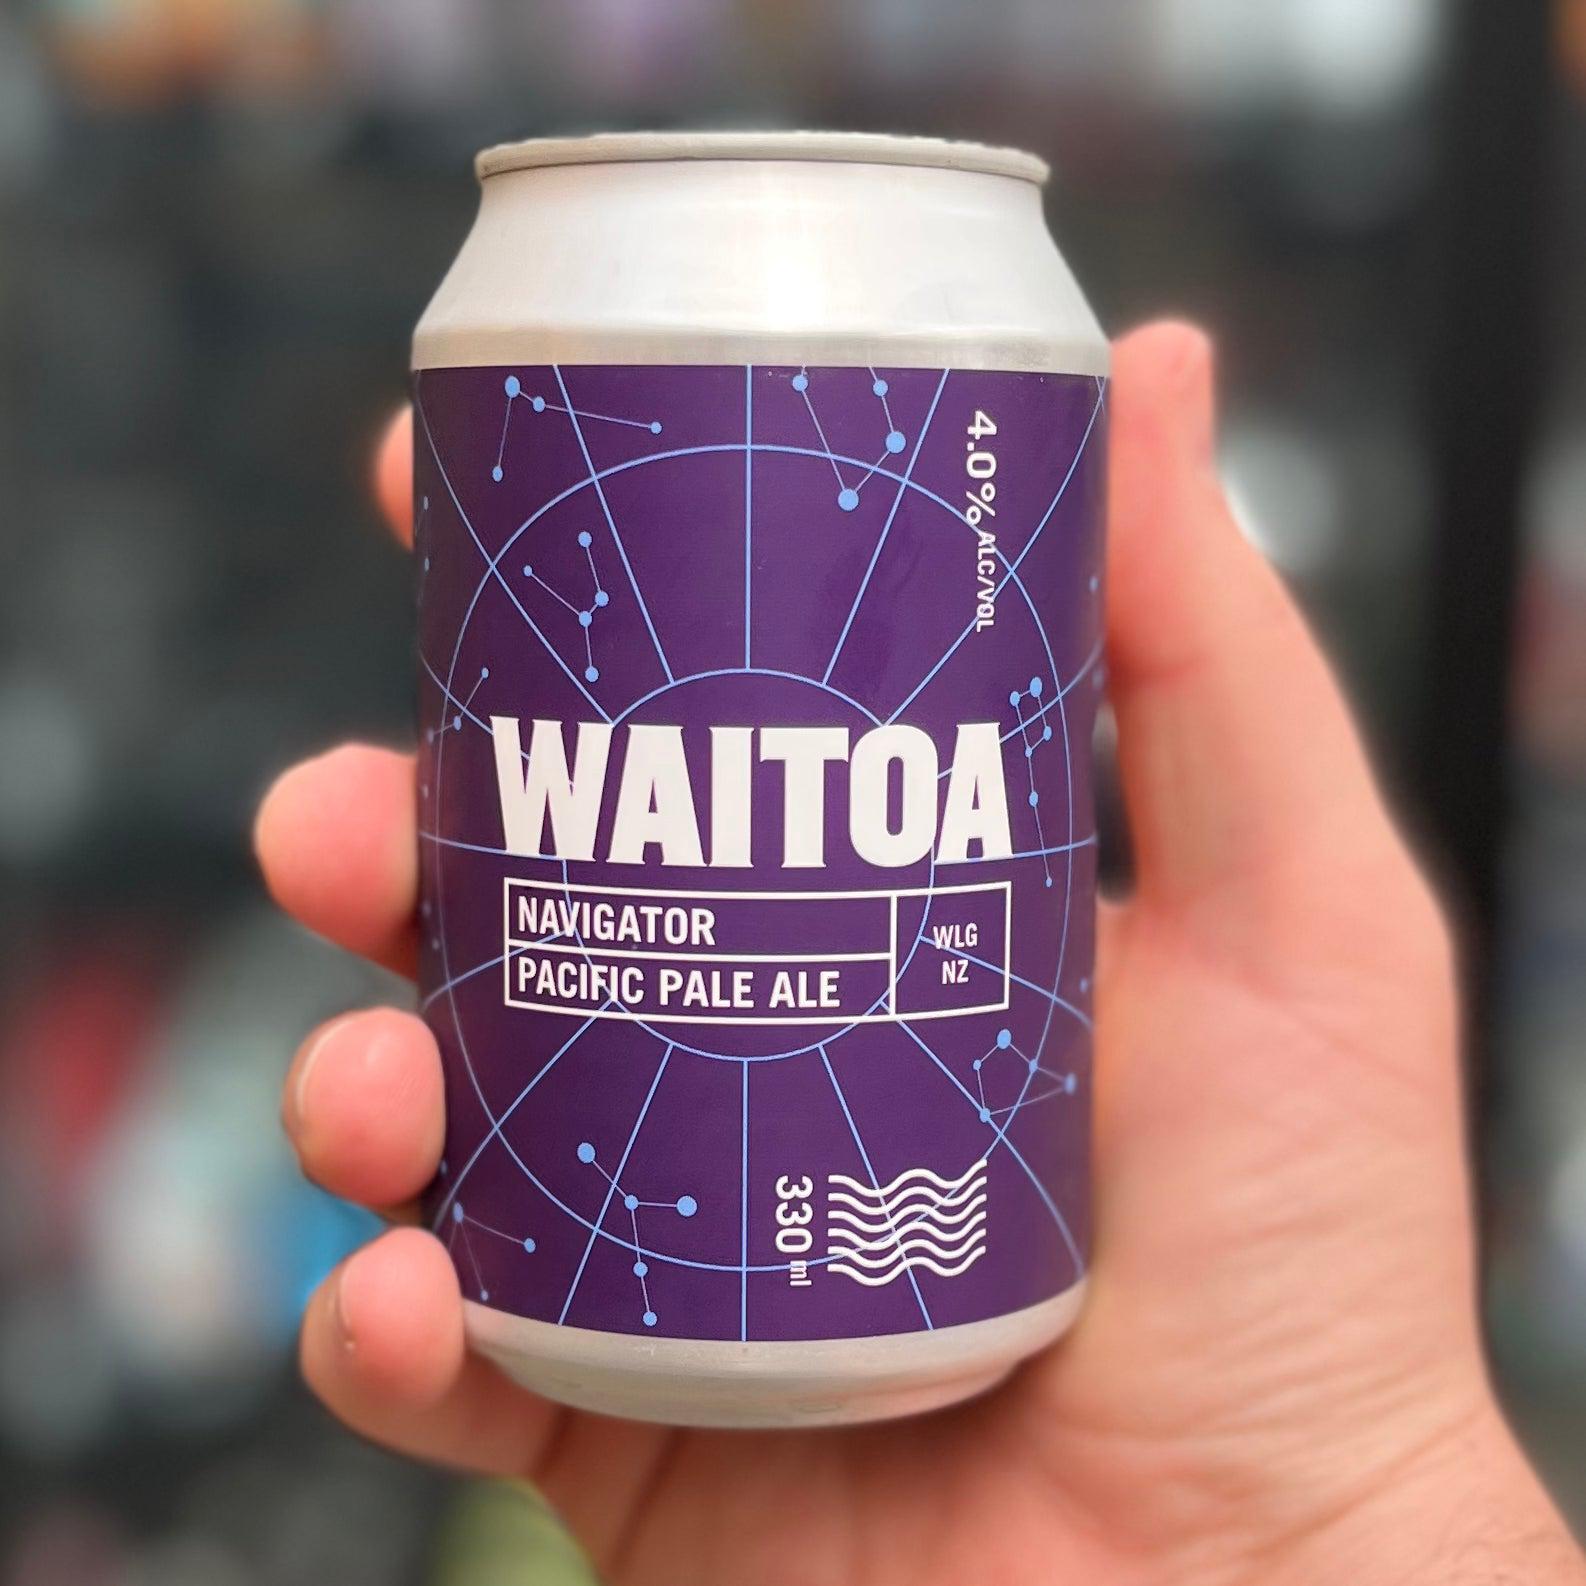 4.0% ALC/VOL
WAITOA
NAVIGATOR
PACIFIC PALE ALE
WLG
NZ
330 ml